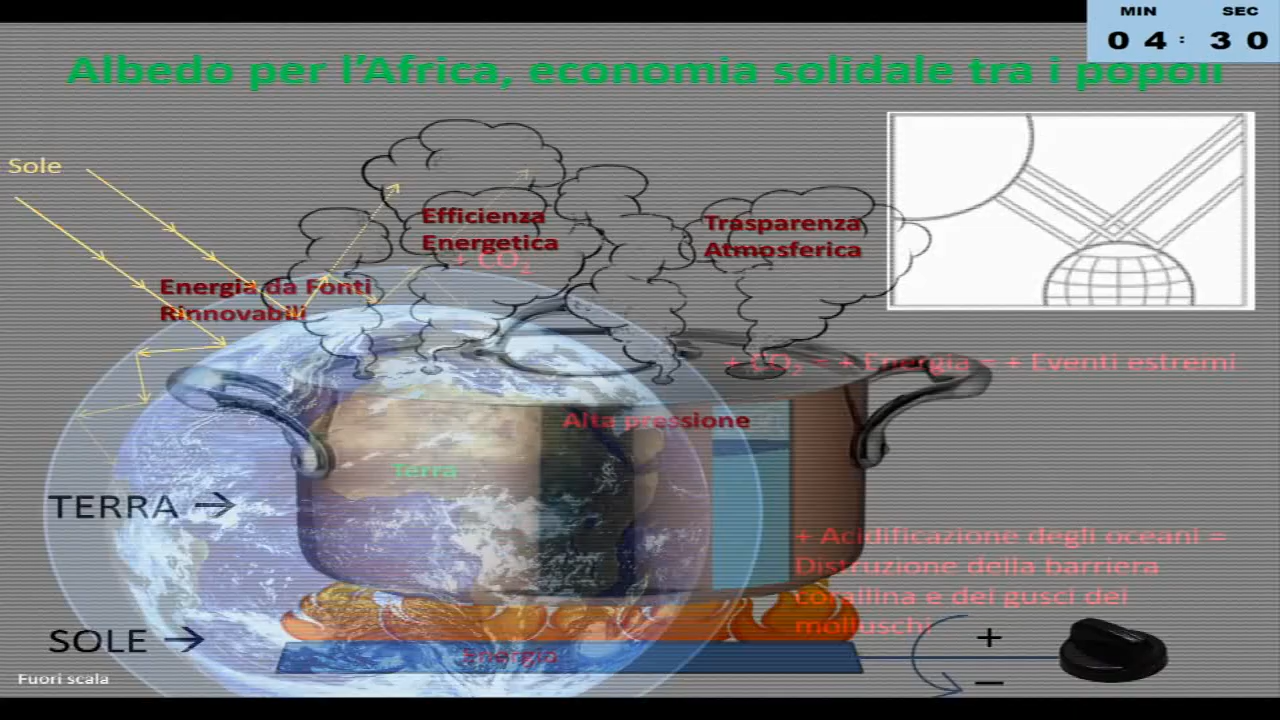 MIN SEC
04:30
Albedo per l'Africa, economia solidale tra i popoli
Sole
Efficienza
Energetica
Trasparenza
Atmosferica
+ CO₂
Energia da Fonti
Rinnovabili
+ CO₂ = + Energia = + Eventi estremi
Alta pressione
Terra
TERRA →
+ Acidificazione degli oceani =
Distruzione della barriera
corallina e dei gusci dei
molluschi
SOLE →
+
Energia
−
Fuori scala